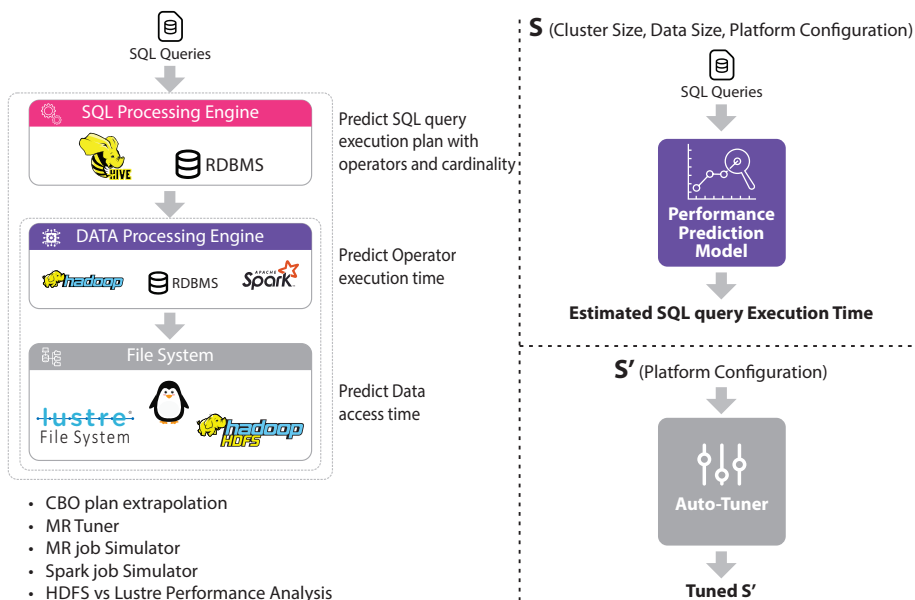 SQL Queries
SQL Processing Engine
HIVE
RDBMS
Predict SQL query
execution plan with
operators and cardinality
DATA Processing Engine
hadoop
RDBMS
APACHE
Spark
Predict Operator
execution time
File System
lustre
File System
hadoop
HDFS
Predict Data
access time
• CBO plan extrapolation
• MR Tuner
• MR job Simulator
• Spark job Simulator
• HDFS vs Lustre Performance Analysis
S (Cluster Size, Data Size, Platform Configuration)
SQL Queries
Performance
Prediction
Model
Estimated SQL query Execution Time
S’ (Platform Configuration)
Auto-Tuner
Tuned S’